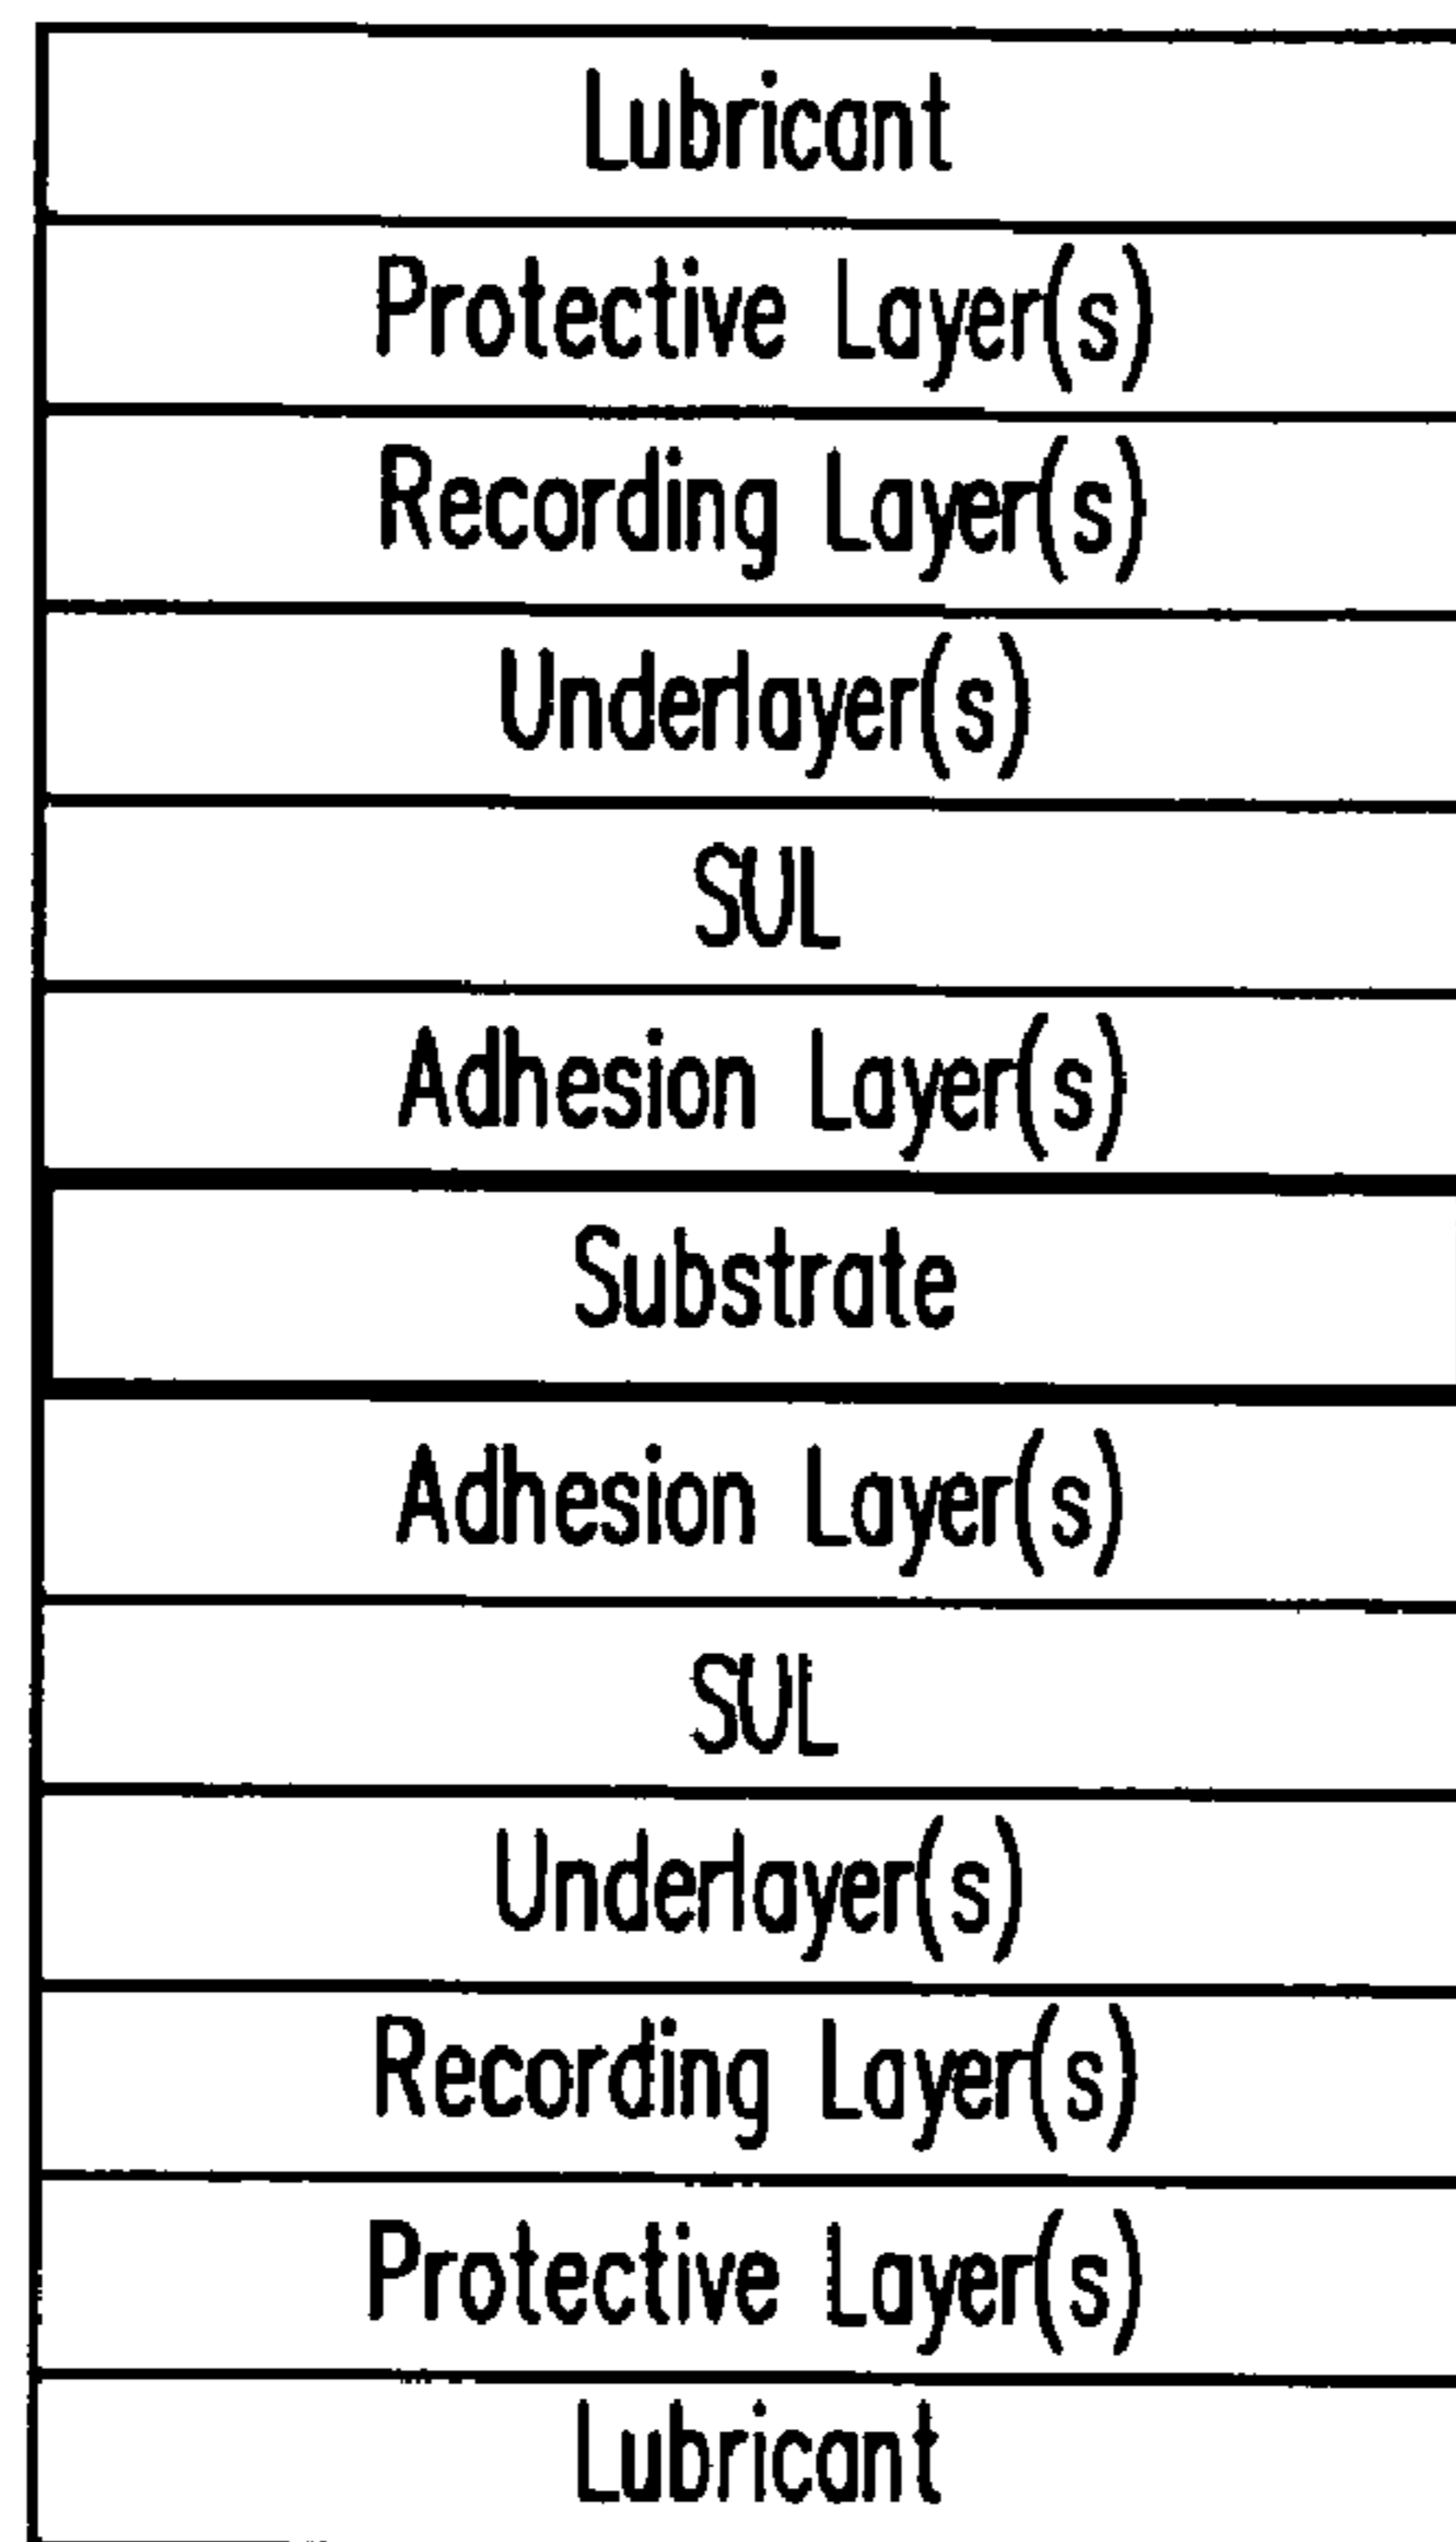 Lubricant
Protective Layer(s)
Recording Layer(s)
Underlayer(s)
SUL
Adhesion Layer(s)
Substrate
Adhesion Layer(s)
SUL
Underlayer(s)
Recording Layer(s)
Protective Layer(s)
Lubricant